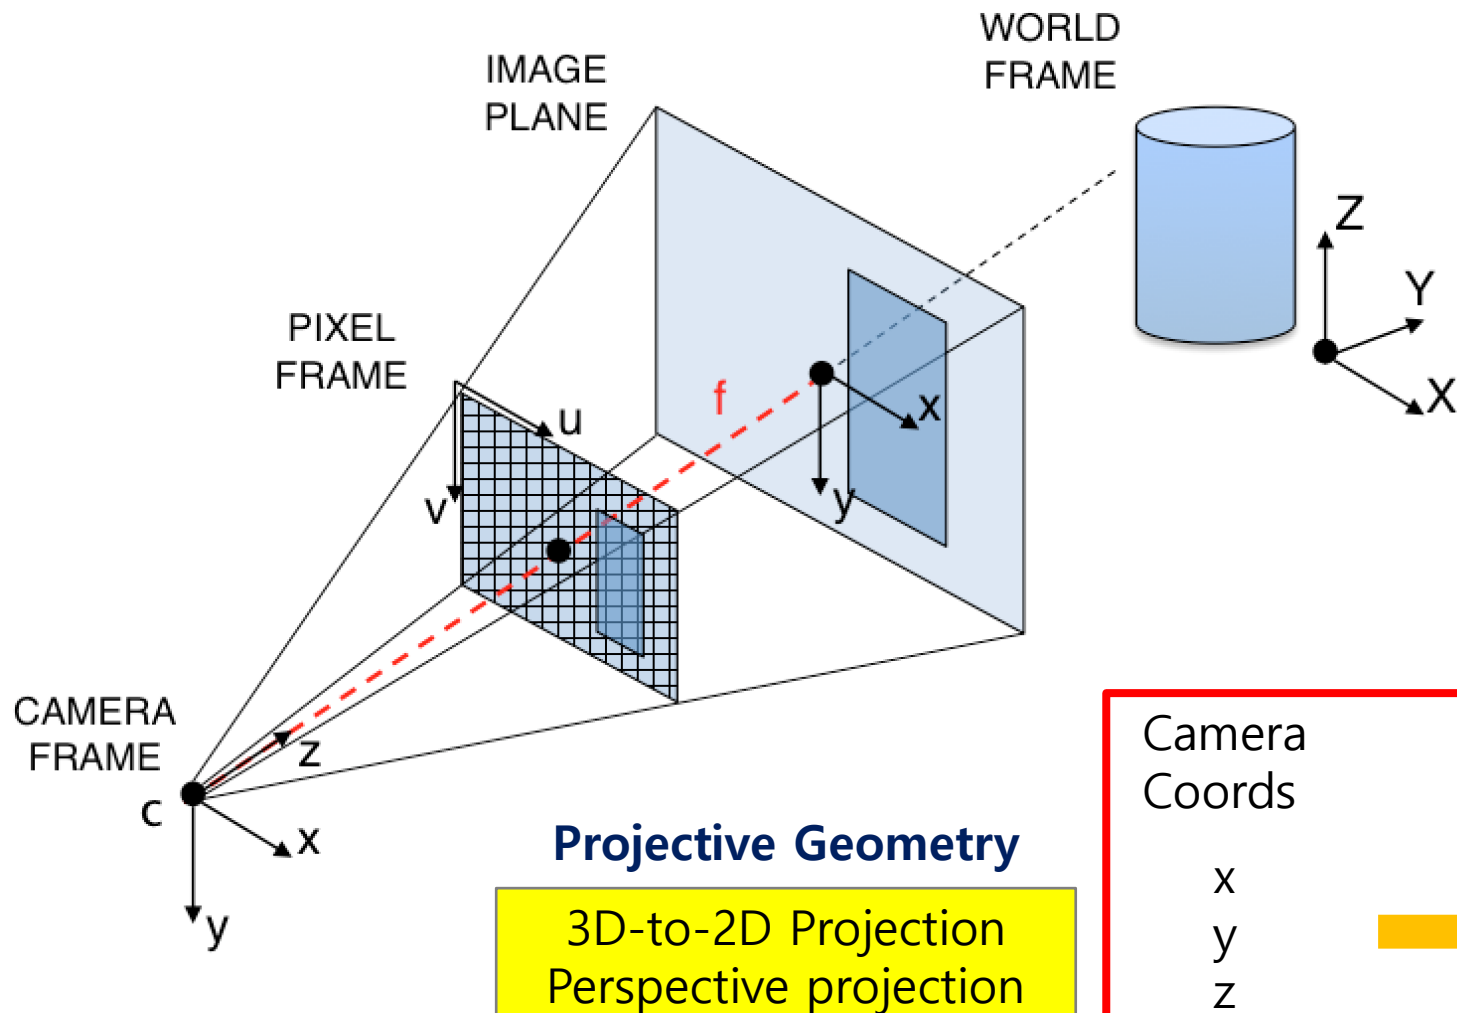 WORLD
FRAME
IMAGE
PLANE
Z
Y
X
PIXEL
FRAME
f
x
u
v
y
CAMERA
FRAME
z
C
x
y
Projective Geometry
3D-to-2D Projection
Perspective projection
Camera
Coords
x
y
z